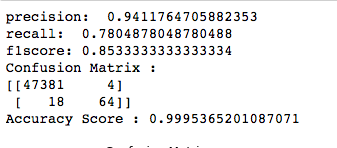 precision:  0.9411764705882353
recall:  0.7804878048780488
f1score: 0.8533333333333334
Confusion Matrix :
[[47381     4]
 [   18    64]]
Accuracy Score : 0.9995365201087071